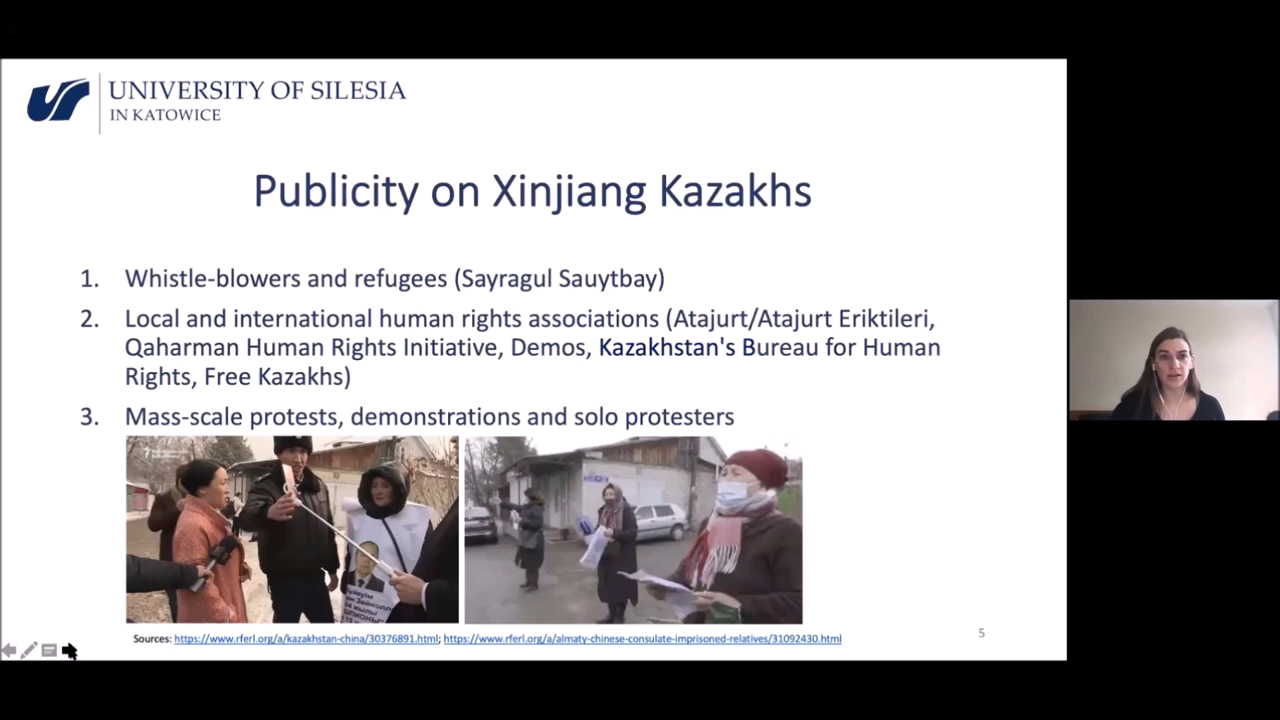 UNIVERSITY OF SILESIA
IN KATOWICE
Publicity on Xinjiang Kazakhs
1. Whistle-blowers and refugees (Sayragul Sauytbay)
2. Local and international human rights associations (Atajurt/Atajurt Eriktileri,
Qaharman Human Rights Initiative, Demos, Kazakhstan's Bureau for Human
Rights, Free Kazakhs)
3. Mass-scale protests, demonstrations and solo protesters
Sources: https://www.rferl.org/a/kazakhstan-china/30376891.html; https://www.rferl.org/a/almaty-chinese-consulate-imprisoned-relatives/31092430.html
5